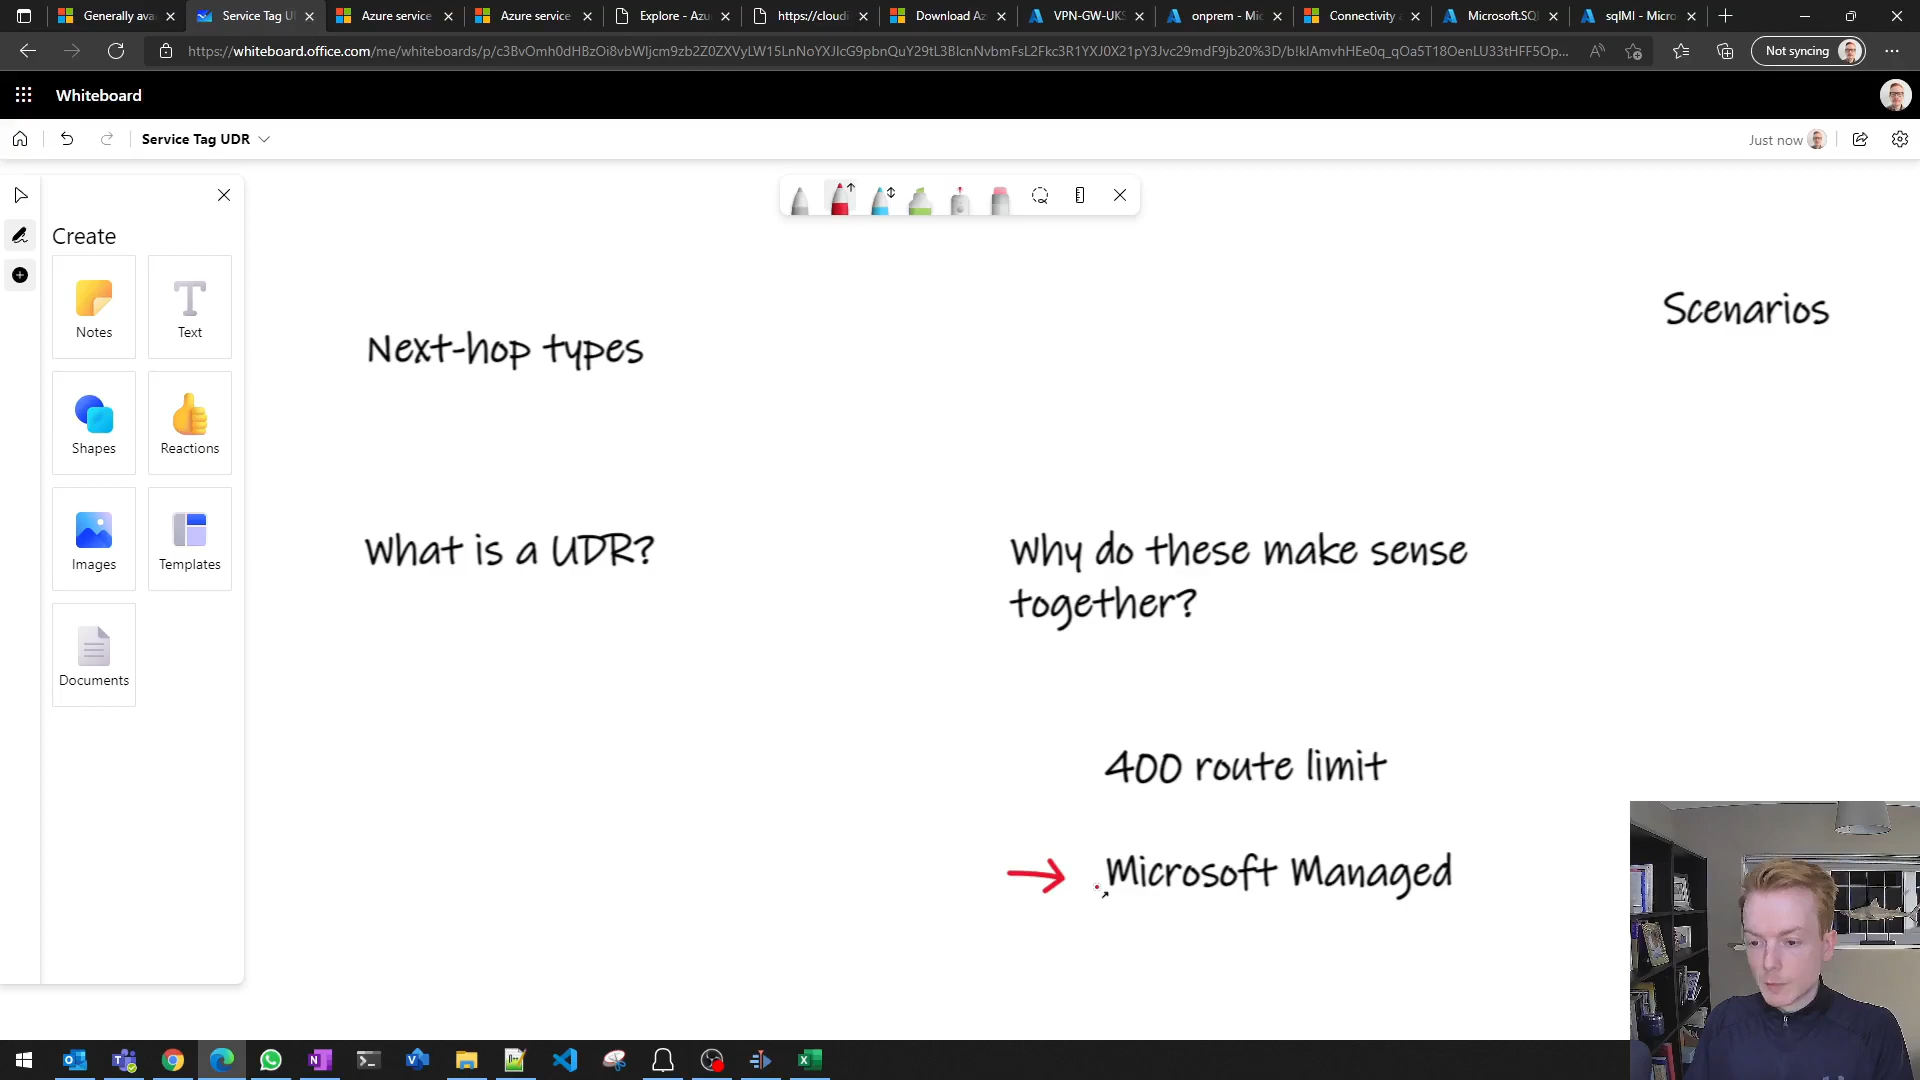 Generally ava
Service Tag U
Azure service
Azure service
Explore - Azu
https://cloudi
Download Az
VPN-GW-UKS
onprem - Mic
Connectivity a
Microsoft.SQL
sqlMI - Micro
Not syncing
Whiteboard
Service Tag UDR
Just now
Create
Notes
Text
Shapes
Reactions
Images
Templates
Documents
Scenarios
Next-hop types
What is a UDR?
Why do these make sense
together?
400 route limit
Microsoft Managed